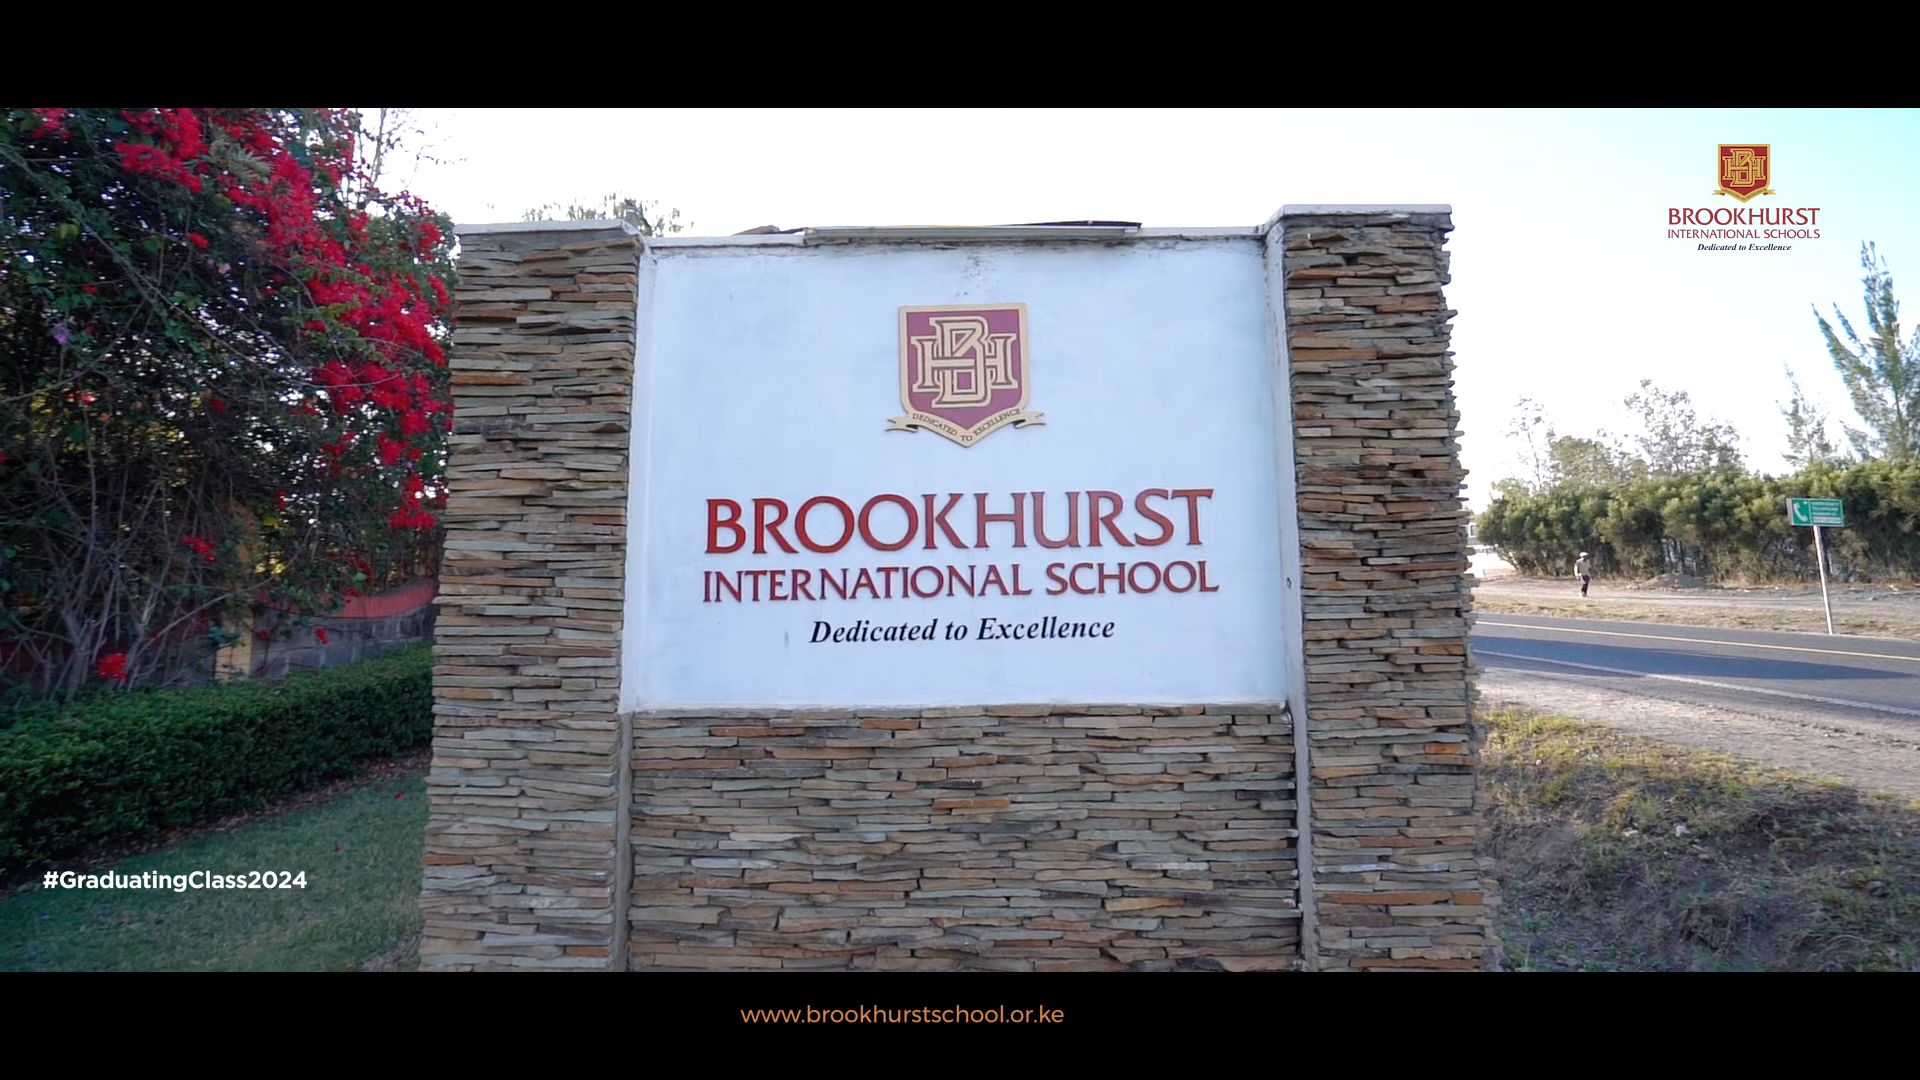 BROOKHURST
INTERNATIONAL SCHOOLS
Dedicated to Excellence
BH
DEDICATED TO EXCELLENCE
BROOKHURST
INTERNATIONAL SCHOOL
Dedicated to Excellence
#GraduatingClass2024
www.brookhurstschool.or.ke